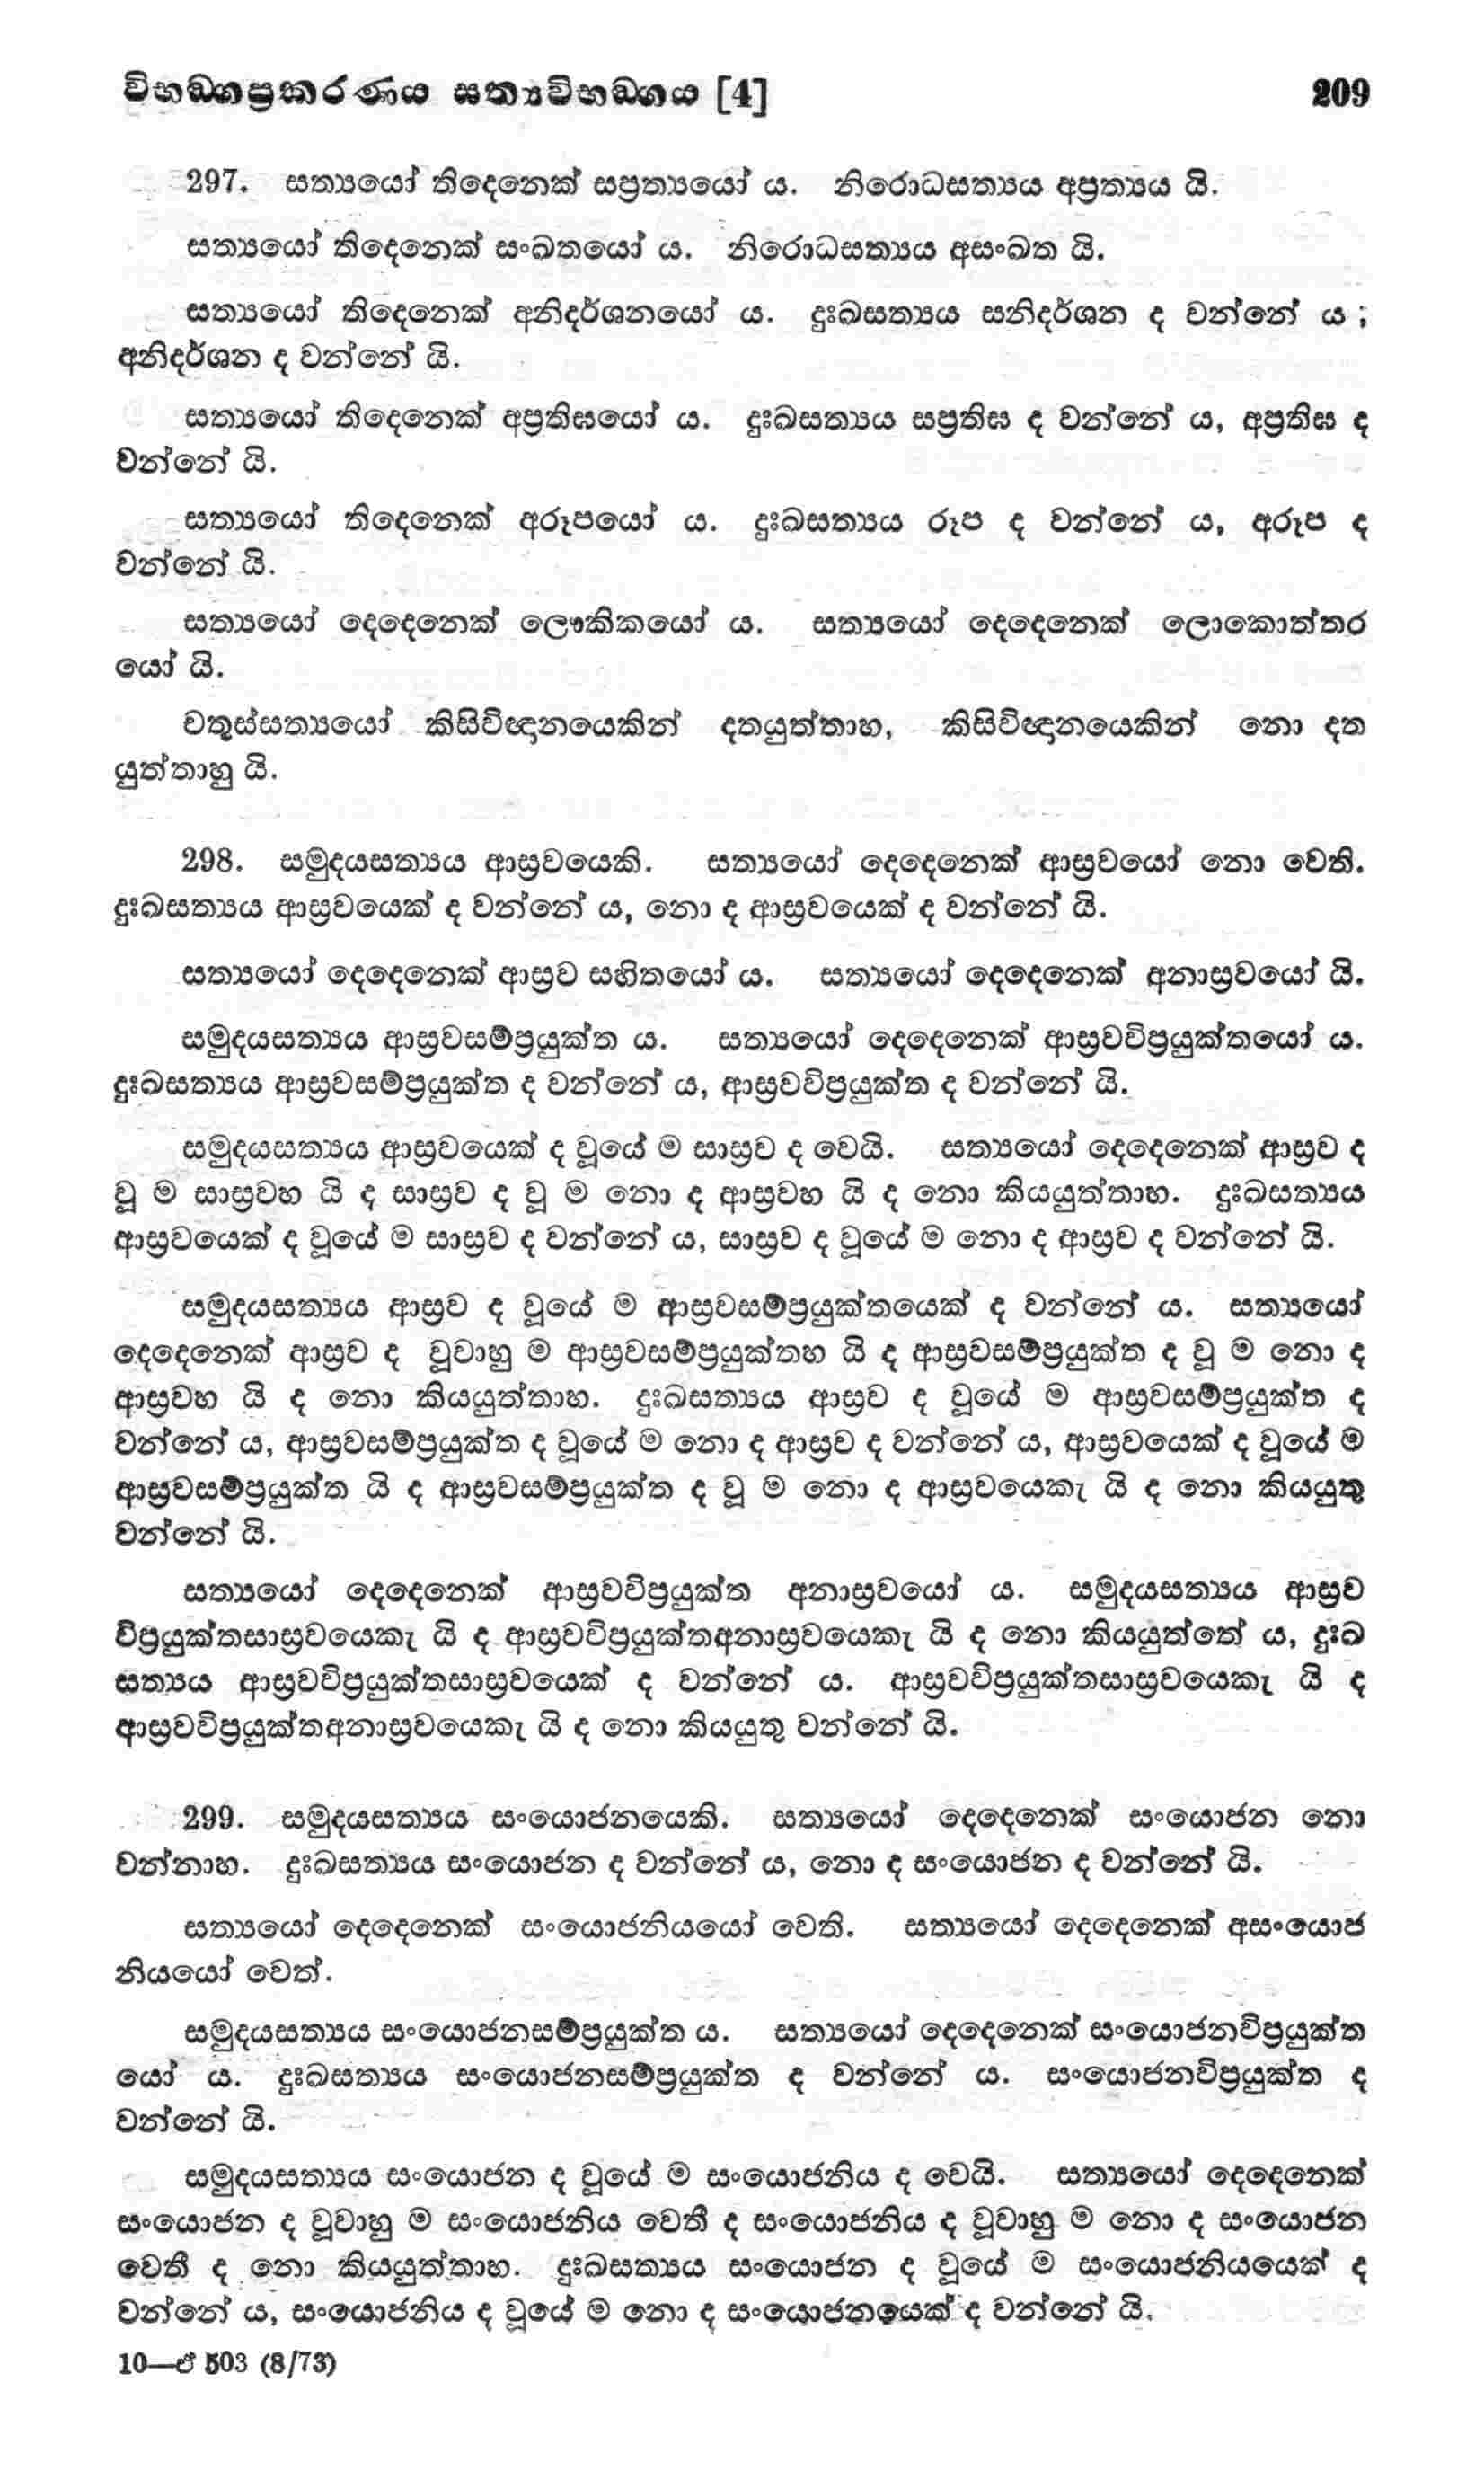 විභඞ්ගප්‍රකරණය සත්‍යවිභඞ්ගය [4] 209
297. සත්‍යයෝ තිදෙනෙක් සප්‍රත්‍යයෝ ය. නිරොධසත්‍යය අප්‍රත්‍යය යි.
සත්‍යයෝ තිදෙනෙක් සංඛතයෝ ය. නිරොධසත්‍යය අසංඛත යි.
සත්‍යයෝ තිදෙනෙක් අනිදර්ශනයෝ ය. දුඃඛසත්‍යය සනිදර්ශන ද වන්නේ ය ;
අනිදර්ශන ද වන්නේ යි.
සත්‍යයෝ තිදෙනෙක් අප්‍රතිඝයෝ ය. දුඃඛසත්‍යය සප්‍රතිඝ ද වන්නේ ය, අප්‍රතිඝ ද
වන්නේ යි.
සත්‍යයෝ තිදෙනෙක් අරූපයෝ ය. දුඃඛසත්‍යය රූප ද වන්නේ ය, අරූප ද
වන්නේ යි.
සත්‍යයෝ දෙදෙනෙක් ලෞකිකයෝ ය. සත්‍යයෝ දෙදෙනෙක් ලොකොත්තර
යෝ යි.
චතුස්සත්‍යයෝ කිසිවිඥානයෙකින් දතයුත්තාහ, කිසිවිඥානයෙකින් නො දත
යුත්තාහු යි.
298. සමුදයසත්‍යය ආස්‍රවයෙකි. සත්‍යයෝ දෙදෙනෙක් ආස්‍රවයෝ නො වෙති.
දුඃඛසත්‍යය ආස්‍රවයෙක් ද වන්නේ ය, නො ද ආස්‍රවයෙක් ද වන්නේ යි.
සත්‍යයෝ දෙදෙනෙක් ආස්‍රව සහිතයෝ ය. සත්‍යයෝ දෙදෙනෙක් අනාස්‍රවයෝ යි.
සමුදයසත්‍යය ආස්‍රවසම්ප්‍රයුක්ත ය. සත්‍යයෝ දෙදෙනෙක් ආස්‍රවවිප්‍රයුක්තයෝ ය.
දුඃඛසත්‍යය ආස්‍රවසම්ප්‍රයුක්ත ද වන්නේ ය, ආස්‍රවවිප්‍රයුක්ත ද වන්නේ යි.
සමුදයසත්‍යය ආස්‍රවයෙක් ද වූයේ ම සාස්‍රව ද වෙයි. සත්‍යයෝ දෙදෙනෙක් ආස්‍රව ද
වූ ම සාස්‍රවහ යි ද සාස්‍රව ද වූ ම නො ද ආස්‍රවහ යි ද නො කියයුත්තාහ. දුඃඛසත්‍යය
ආස්‍රවයෙක් ද වූයේ ම සාස්‍රව ද වන්නේ ය, සාස්‍රව ද වූයේ ම නො ද ආස්‍රව ද වන්නේ යි.
සමුදයසත්‍යය ආස්‍රව ද වූයේ ම ආස්‍රවසම්ප්‍රයුක්තයෙක් ද වන්නේ ය. සත්‍යයෝ
දෙදෙනෙක් ආස්‍රව ද වූවාහු ම ආස්‍රවසම්ප්‍රයුක්තහ යි ද ආස්‍රවසම්ප්‍රයුක්ත ද වූ ම නො ද
ආස්‍රවහ යි ද නො කියයුත්තාහ. දුඃඛසත්‍යය ආස්‍රව ද වූයේ ම ආස්‍රවසම්ප්‍රයුක්ත ද
වන්නේ ය, ආස්‍රවසම්ප්‍රයුක්ත ද වූයේ ම නො ද ආස්‍රව ද වන්නේ ය, ආස්‍රවයෙක් ද වූයේ ම
ආස්‍රවසම්ප්‍රයුක්ත යි ද ආස්‍රවසම්ප්‍රයුක්ත ද වූ ම නො ද ආස්‍රවයෙකැ යි ද නො කියයුතු
වන්නේ යි.
සත්‍යයෝ දෙදෙනෙක් ආස්‍රවවිප්‍රයුක්ත අනාස්‍රවයෝ ය. සමුදයසත්‍යය ආස්‍රව
විප්‍රයුක්තසාස්‍රවයෙකැ යි ද ආස්‍රවවිප්‍රයුක්තඅනාස්‍රවයෙකැ යි ද නො කියයුත්තේ ය, දුඃඛ
සත්‍යය ආස්‍රවවිප්‍රයුක්තසාස්‍රවයෙක් ද වන්නේ ය. ආස්‍රවවිප්‍රයුක්තසාස්‍රවයෙකැ යි ද
ආස්‍රවවිප්‍රයුක්තඅනාස්‍රවයෙකැ යි ද නො කියයුතු වන්නේ යි.
299. සමුදයසත්‍යය සංයොජනයෙකි. සත්‍යයෝ දෙදෙනෙක් සංයොජන නො
වන්නාහ. දුඃඛසත්‍යය සංයොජන ද වන්නේ ය, නො ද සංයොජන ද වන්නේ යි.
සත්‍යයෝ දෙදෙනෙක් සංයොජනියයෝ වෙති. සත්‍යයෝ දෙදෙනෙක් අසංයොජ
නියයෝ වෙත්.
සමුදයසත්‍යය සංයොජනසම්ප්‍රයුක්ත ය. සත්‍යයෝ දෙදෙනෙක් සංයොජනවිප්‍රයුක්ත
යෝ ය. දුඃඛසත්‍යය සංයොජනසම්ප්‍රයුක්ත ද වන්නේ ය. සංයොජනවිප්‍රයුක්ත ද
වන්නේ යි.
සමුදයසත්‍යය සංයොජන ද වූයේ ම සංයොජනිය ද වෙයි. සත්‍යයෝ දෙදෙනෙක්
සංයොජන ද වූවාහු ම සංයොජනිය වෙතී ද සංයොජනිය ද වූවාහු ම නො ද සංයොජන
වෙතී ද නො කියයුත්තාහ. දුඃඛසත්‍යය සංයොජන ද වූයේ ම සංයොජනියයෙක් ද
වන්නේ ය, සංයොජනිය ද වූයේ ම නො ද සංයොජනයෙක් ද වන්නේ යි.
10—ඒ 503 (8/73)